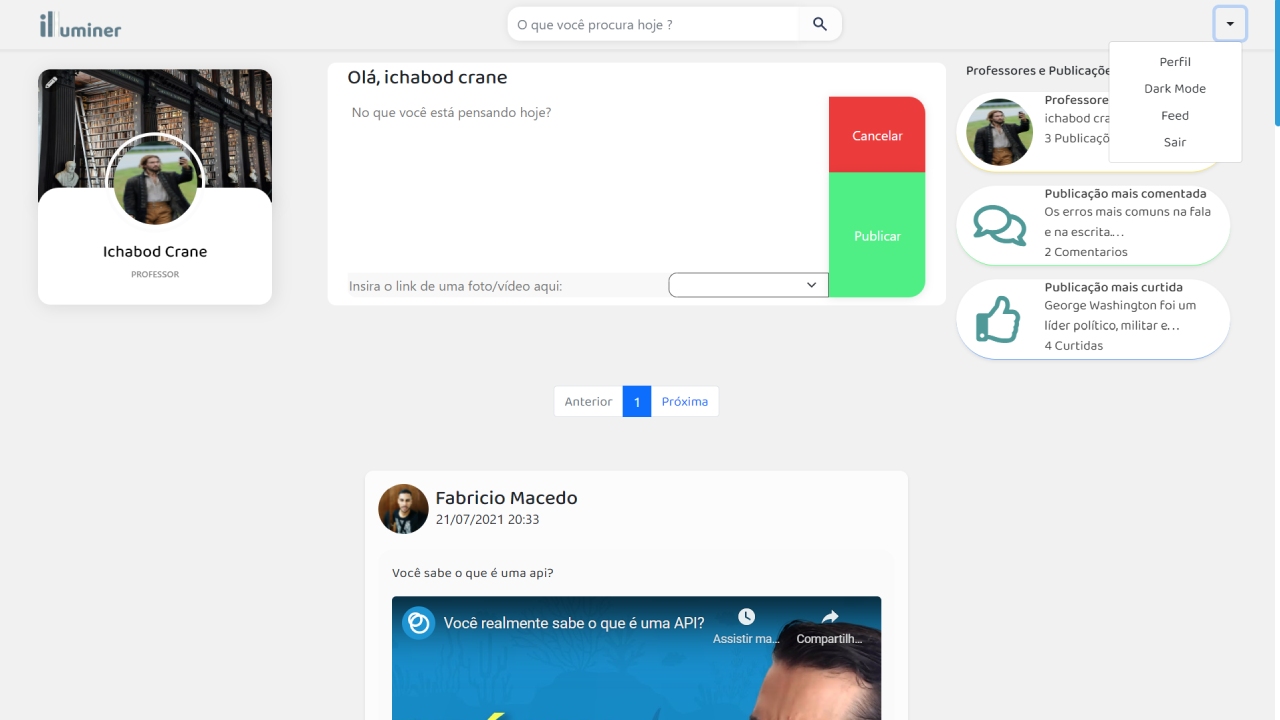 illuminer
O que você procura hoje ?
Perfil
Dark Mode
Feed
Sair
Ichabod Crane
PROFESSOR
Olá, ichabod crane
No que você está pensando hoje?
Cancelar
Publicar
Insira o link de uma foto/vídeo aqui:
Professores e Publicaçõe
Professore
ichabod cra
3 Publicaçõ
Publicação mais comentada
Os erros mais comuns na fala
e na escrita....
2 Comentarios
Publicação mais curtida
George Washington foi um
líder político, militar e...
4 Curtidas
Anterior
1
Próxima
Fabricio Macedo
21/07/2021 20:33
Você sabe o que é uma api?
Você realmente sabe o que é uma API?
Assistir ma...
Compartilh...